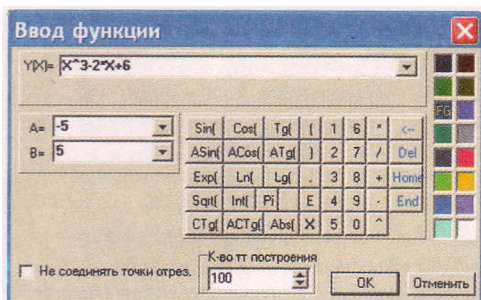 Ввод функции
Y(X)= X^3-2*X+6
A= -5
B= 5
Sin( Cos( Tg( ( 1 6 * <--
ASin( ACos( ATg( ) 2 7 / Del
Exp( Ln( Lg( . 3 8 + Home
Sqrt( Int( Pi E 4 9 - End
CTg( ACTg( Abs( X 5 0 ^
FG
Не соединять точки отрез.
К-во тт построения
100
OK Отменить